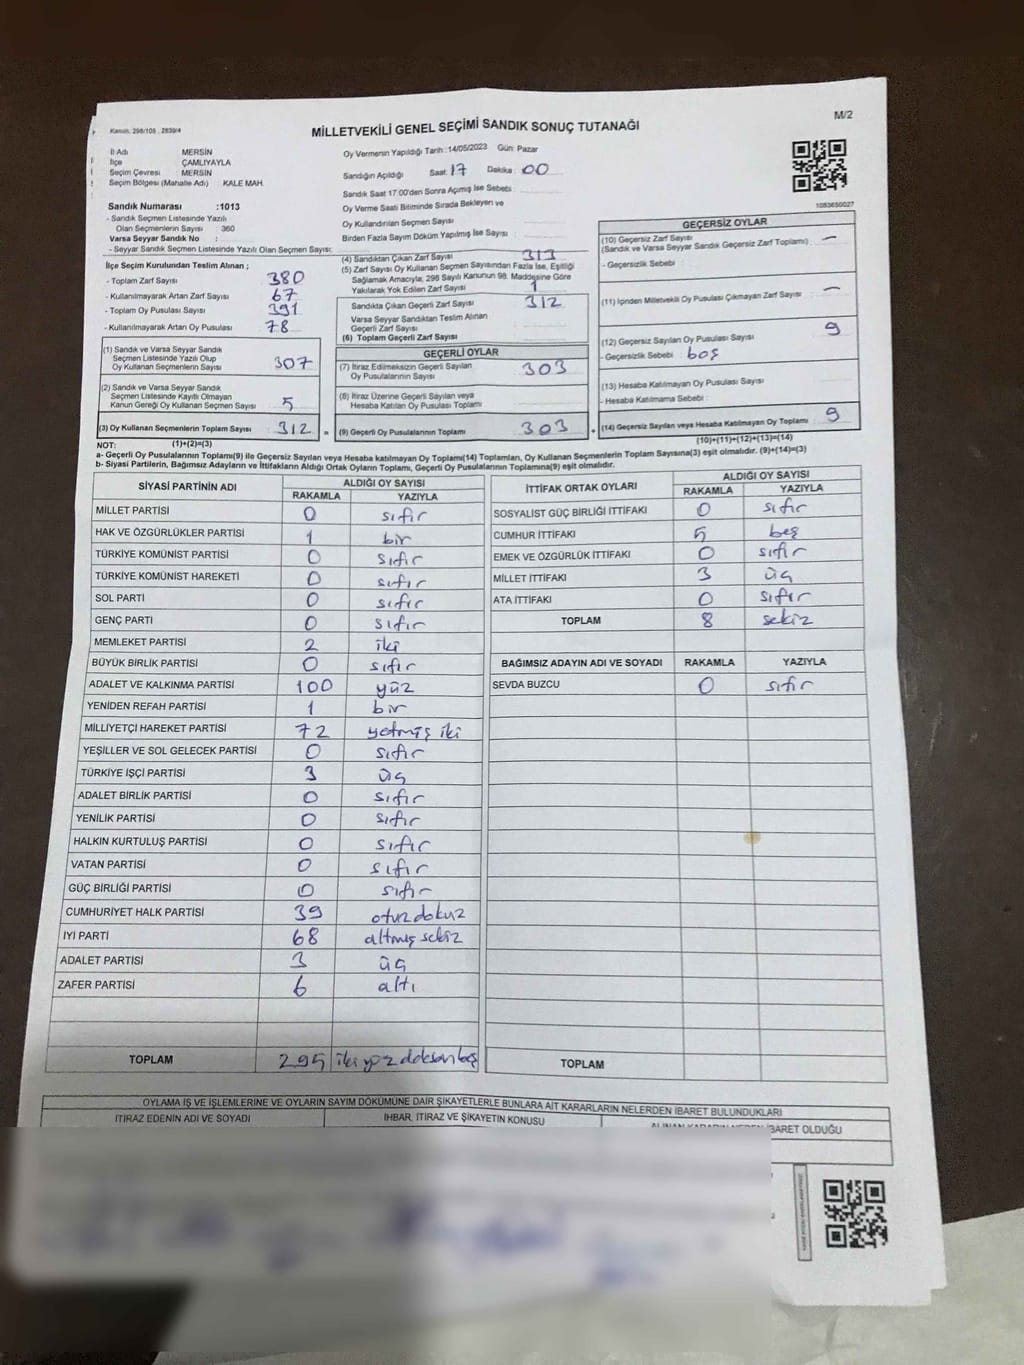 Kanun, 298/105 , 2839/4
M/2
MİLLETVEKİLİ GENEL SEÇİMİ SANDIK SONUÇ TUTANAĞI
İl Adı MERSİN
İlçe ÇAMLIYAYLA
Seçim Çevresi : MERSİN
Seçim Bölgesi (Mahalle Adı) : KALE MAH.
Sandık Numarası :1013
- Sandık Seçmen Listesinde Yazılı
Olan Seçmenlerin Sayısı : 360
Varsa Seyyar Sandık No :
- Seyyar Sandık Seçmen Listesinde Yazılı Olan Seçmen Sayısı:
İlçe Seçim Kurulundan Teslim Alınan ;
- Toplam Zarf Sayısı : 380
- Kullanılmayarak Artan Zarf Sayısı : 67
- Toplam Oy Pusulası Sayısı : 391
- Kullanılmayarak Artan Oy Pusulası : 78
(1) Sandık ve Varsa Seyyar Sandık
Seçmen Listesinde Yazılı Olup
Oy Kullanan Seçmenlerin Sayısı : 307
(2) Sandık ve Varsa Seyyar Sandık
Seçmen Listesinde Kayıtlı Olmayan
Kanun Gereği Oy Kullanan Seçmen Sayısı : 5
(3) Oy Kullanan Seçmenlerin Toplam Sayısı : 312 =
Oy Vermenin Yapıldığı Tarih :14/05/2023 Gün: Pazar
Sandığın Açıldığı Saat: 17 Dakika : 00
Sandık Saat 17.00'den Sonra Açılmış İse Sebebi :
Oy Verme Saati Bitiminde Sırada Bekleyen ve
Oy Kullandırılan Seçmen Sayısı :
Birden Fazla Sayım Döküm Yapılmış İse Sayısı :
(4) Sandıktan Çıkan Zarf Sayısı : 313
(5) Zarf Sayısı Oy Kullanan Seçmen Sayısından Fazla İse, Eşitliği
Sağlamak Amacıyla, 298 Sayılı Kanunun 98. Maddesine Göre
Yakılarak Yok Edilen Zarf Sayısı : 1
Sandıkta Çıkan Geçerli Zarf Sayısı : 312
Varsa Seyyar Sandıktan Teslim Alınan
Geçerli Zarf Sayısı :
(6) Toplam Geçerli Zarf Sayısı :
GEÇERLİ OYLAR
(7) İtiraz Edilmeksizin Geçerli Sayılan
Oy Pusulalarının Sayısı : 303
(8) İtiraz Üzerine Geçerli Sayılan veya
Hesaba Katılan Oy Pusulaları Toplamı :
(9) Geçerli Oy Pusulalarının Toplamı : 303 +
1083650027
GEÇERSİZ OYLAR
(10) Geçersiz Zarf Sayısı
(Sandık ve Varsa Seyyar Sandık Geçersiz Zarf Toplamı) : —
- Geçersizlik Sebebi :
(11) İçinden Milletvekili Oy Pusulası Çıkmayan Zarf Sayısı : —
(12) Geçersiz Sayılan Oy Pusulası Sayısı : 9
- Geçersizlik Sebebi : boş
(13) Hesaba Katılmayan Oy Pusulası Sayısı :
- Hesaba Katılmama Sebebi :
(14) Geçersiz Sayılan veya Hesaba Katılmayan Oy Toplamı : 9
NOT: (1)+(2)=(3) (10)+(11)+(12)+(13)=(14)
a- Geçerli Oy Pusulalarının Toplamı(9) ile Geçersiz Sayılan veya Hesaba Katılmayan Oy Toplamı(14) Toplamları, Oy Kullanan Seçmenlerin Toplam Sayısına(3) eşit olmalıdır. (9)+(14)=(3)
b- Siyasi Partilerin, Bağımsız Adayların ve İttifakların Aldığı Ortak Oyların Toplamı, Geçerli Oy Pusulalarının Toplamına(9) eşit olmalıdır.
SİYASİ PARTİNİN ADI ALDIĞI OY SAYISI
RAKAMLA YAZIYLA
MİLLET PARTİSİ 0 sıfır
HAK VE ÖZGÜRLÜKLER PARTİSİ 1 bir
TÜRKİYE KOMÜNİST PARTİSİ 0 sıfır
TÜRKİYE KOMÜNİST HAREKETİ 0 sıfır
SOL PARTİ 0 sıfır
GENÇ PARTİ 0 sıfır
MEMLEKET PARTİSİ 2 iki
BÜYÜK BİRLİK PARTİSİ 0 sıfır
ADALET VE KALKINMA PARTİSİ 100 yüz
YENİDEN REFAH PARTİSİ 1 bir
MİLLİYETÇİ HAREKET PARTİSİ 72 yetmiş iki
YEŞİLLER VE SOL GELECEK PARTİSİ 0 sıfır
TÜRKİYE İŞÇİ PARTİSİ 3 üç
ADALET BİRLİK PARTİSİ 0 sıfır
YENİLİK PARTİSİ 0 sıfır
HALKIN KURTULUŞ PARTİSİ 0 sıfır
VATAN PARTİSİ 0 sıfır
GÜÇ BİRLİĞİ PARTİSİ 0 sıfır
CUMHURİYET HALK PARTİSİ 39 otuz dokuz
İYİ PARTİ 68 altmış sekiz
ADALET PARTİSİ 3 üç
ZAFER PARTİSİ 6 altı
TOPLAM 295 iki yüz doksan beş
İTTİFAK ORTAK OYLARI ALDIĞI OY SAYISI
RAKAMLA YAZIYLA
SOSYALİST GÜÇ BİRLİĞİ İTTİFAKI 0 sıfır
CUMHUR İTTİFAKI 5 beş
EMEK VE ÖZGÜRLÜK İTTİFAKI 0 sıfır
MİLLET İTTİFAKI 3 üç
ATA İTTİFAKI 0 sıfır
TOPLAM 8 sekiz
BAĞIMSIZ ADAYIN ADI VE SOYADI RAKAMLA YAZIYLA
SEVDA BUZCU 0 sıfır
TOPLAM
OYLAMA İŞ VE İŞLEMLERİNE VE OYLARIN SAYIM DÖKÜMÜNE DAİR ŞİKAYETLERLE BUNLARA AİT KARARLARIN NELERDEN İBARET BULUNDUKLARI
İTİRAZ EDENİN ADI VE SOYADI İHBAR, İTİRAZ VE ŞİKAYETİN KONUSU İBARET OLDUĞU